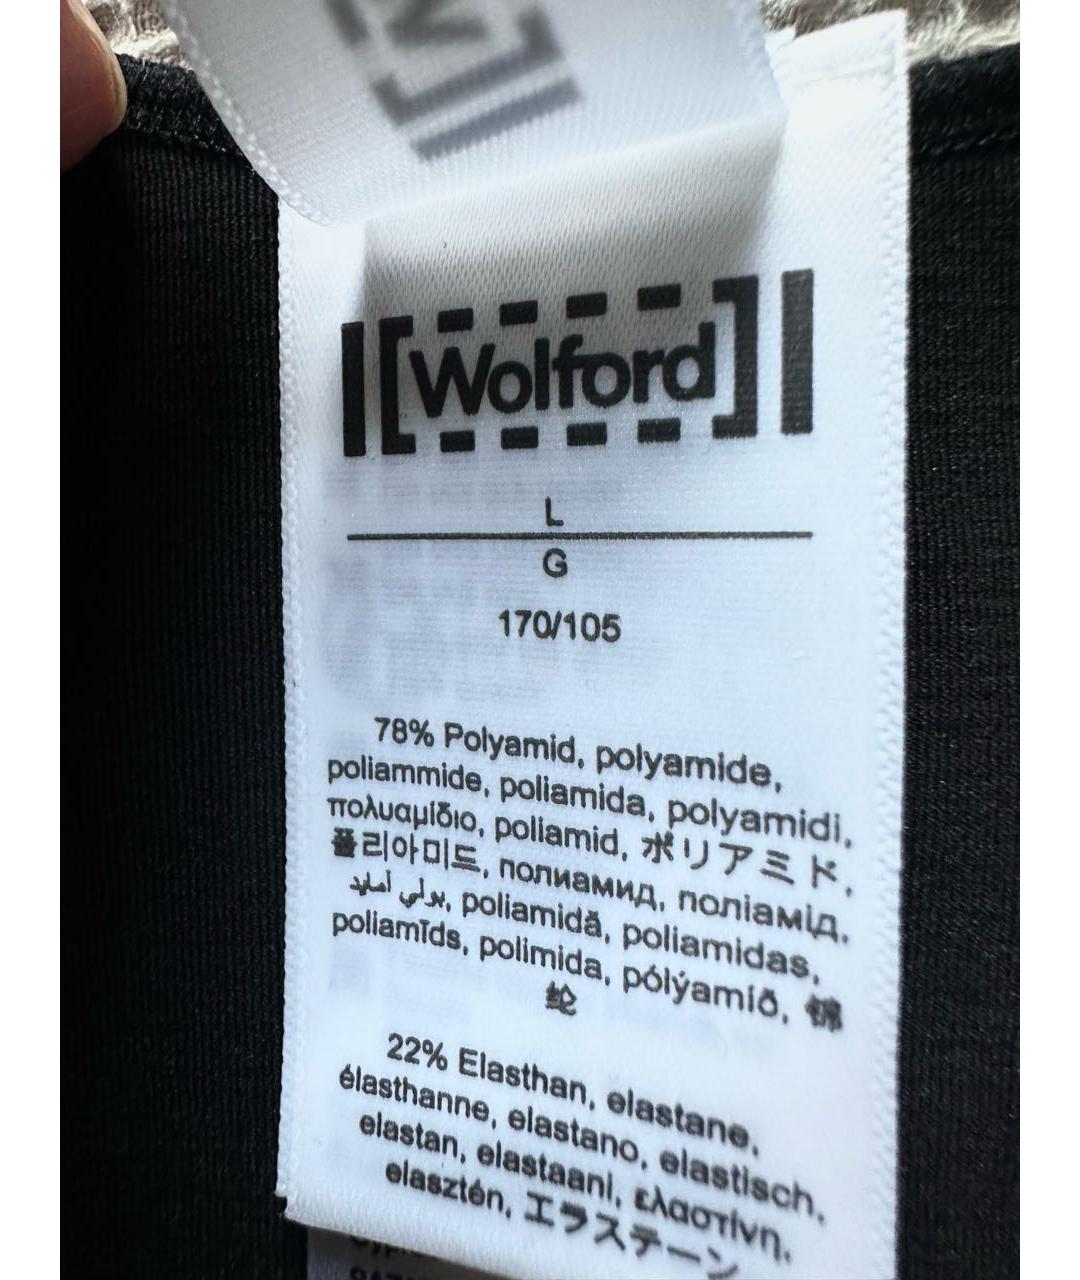 Wolford
L
G
170/105
78% Polyamid, polyamide,
poliammide, poliamida, polyamidi,
πολυαμίδιο, poliamid, ポリアミド,
폴리아미드, полиамид, поліамід,
بولي أميد, poliamidă, poliamidas,
poliamīds, polimida, pólýamíð, 锦
纶
22% Elasthan, elastane,
élasthanne, elastano, elastisch,
elastan, elastaani, ελαστίνη,
elasztén, エラステーン